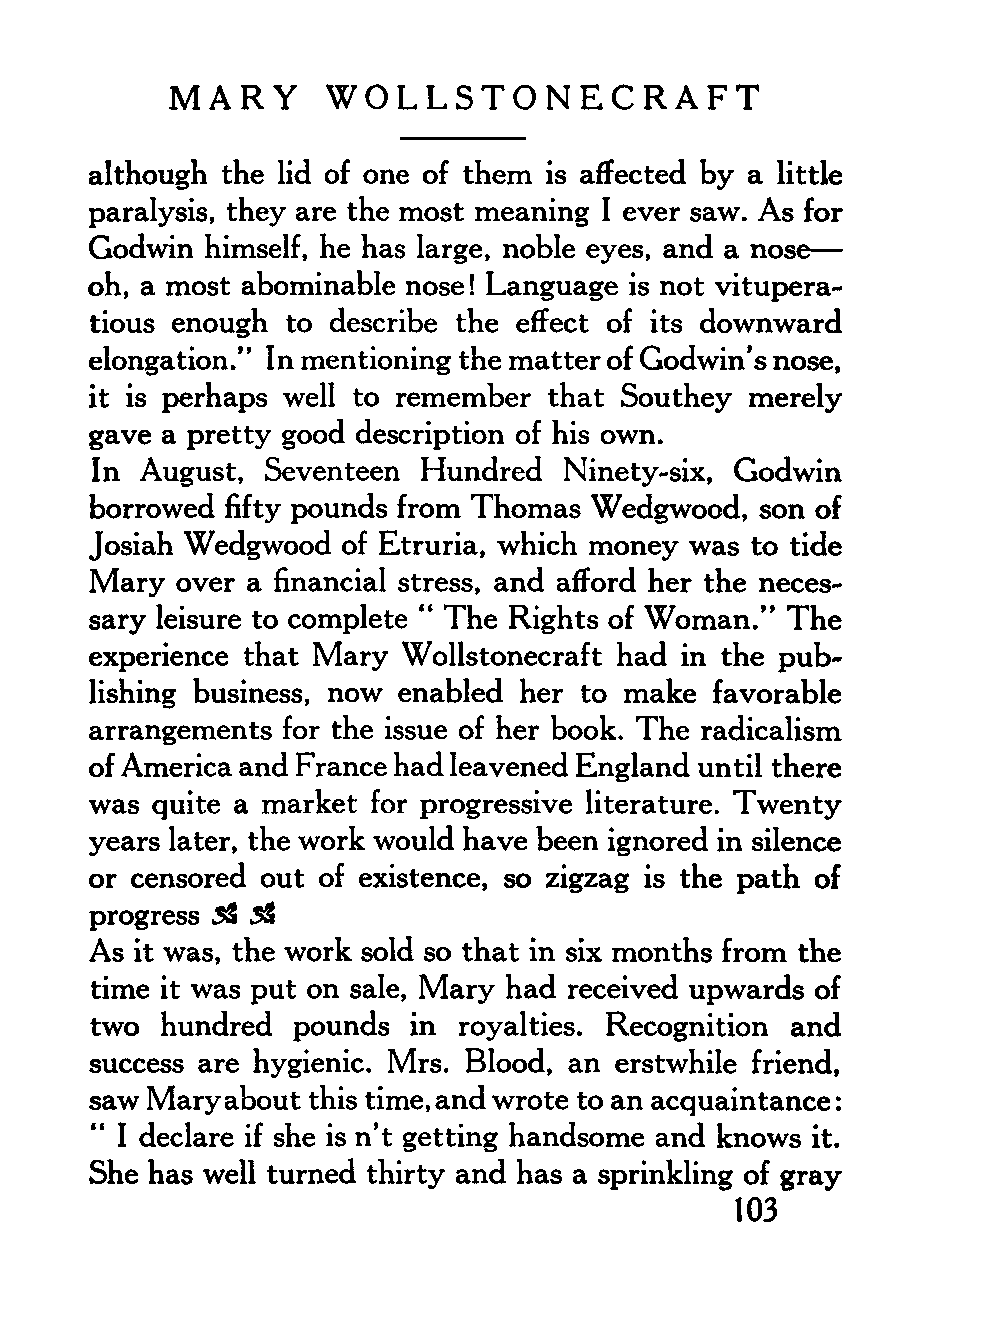 MARY WOLLSTONECRAFT
although the lid of one of them is affected by a little
paralysis, they are the most meaning I ever saw. As for
Godwin himself, he has large, noble eyes, and a nose—
oh, a most abominable nose! Language is not vitupera-
tious enough to describe the effect of its downward
elongation." In mentioning the matter of Godwin's nose,
it is perhaps well to remember that Southey merely
gave a pretty good description of his own.
In August, Seventeen Hundred Ninety-six, Godwin
borrowed fifty pounds from Thomas Wedgwood, son of
Josiah Wedgwood of Etruria, which money was to tide
Mary over a financial stress, and afford her the neces-
sary leisure to complete " The Rights of Woman." The
experience that Mary Wollstonecraft had in the pub-
lishing business, now enabled her to make favorable
arrangements for the issue of her book. The radicalism
of America and France had leavened England until there
was quite a market for progressive literature. Twenty
years later, the work would have been ignored in silence
or censored out of existence, so zigzag is the path of
progress
As it was, the work sold so that in six months from the
time it was put on sale, Mary had received upwards of
two hundred pounds in royalties. Recognition and
success are hygienic. Mrs. Blood, an erstwhile friend,
saw Mary about this time, and wrote to an acquaintance:
" I declare if she is n't getting handsome and knows it.
She has well turned thirty and has a sprinkling of gray
103